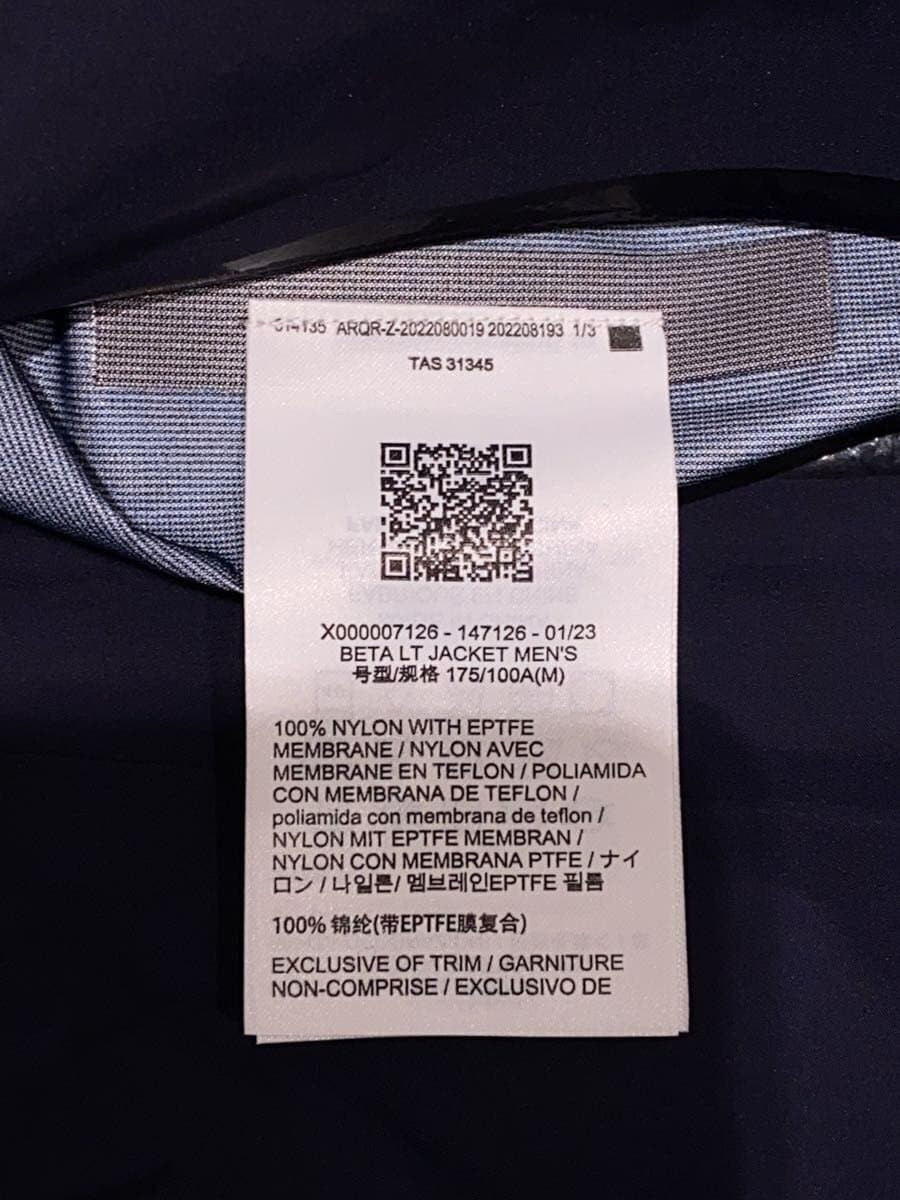 014135 ARQR-Z-2022080019 202208193 1/3
TAS 31345
X000007126 - 147126 - 01/23
BETA LT JACKET MEN'S
号型/规格 175/100A(M)
100% NYLON WITH EPTFE
MEMBRANE / NYLON AVEC
MEMBRANE EN TEFLON / POLIAMIDA
CON MEMBRANA DE TEFLON /
poliamida con membrana de teflon /
NYLON MIT EPTFE MEMBRAN /
NYLON CON MEMBRANA PTFE / ナイ
ロン / 나일론/ 멤브레인EPTFE 필름
100% 锦纶(带EPTFE膜复合)
EXCLUSIVE OF TRIM / GARNITURE
NON-COMPRISE / EXCLUSIVO DE